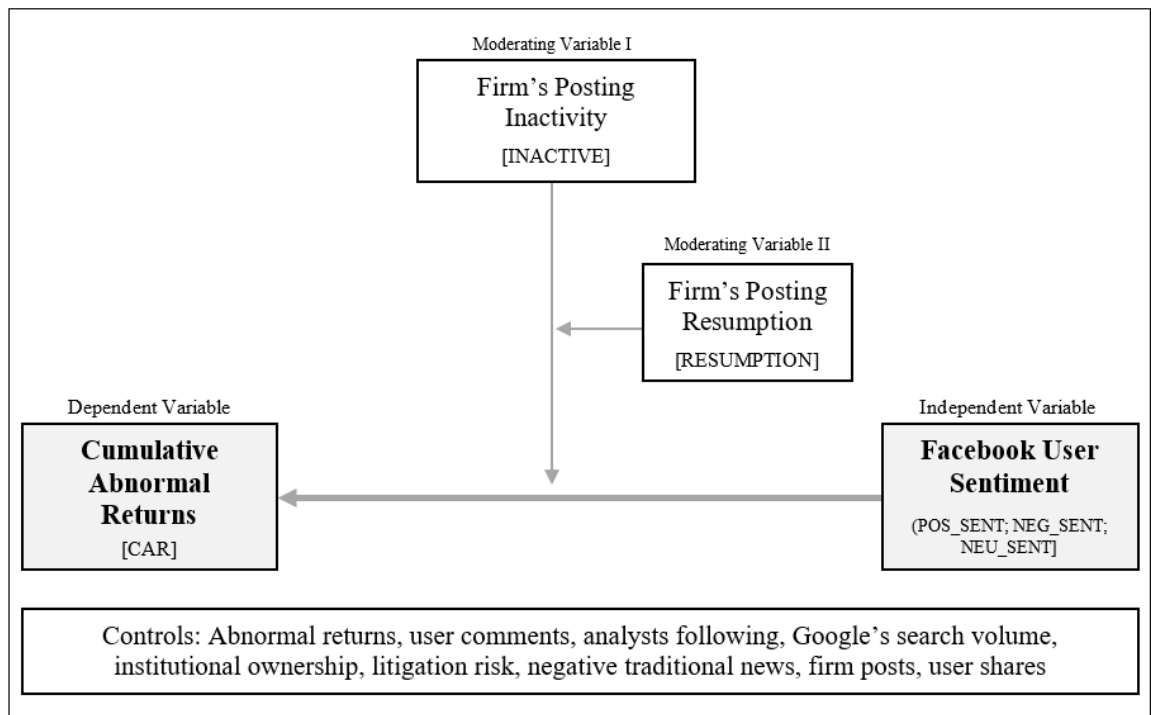 Moderating Variable I
Firm’s Posting
Inactivity
[INACTIVE]
Moderating Variable II
Firm’s Posting
Resumption
[RESUMPTION]
Dependent Variable
Cumulative
Abnormal
Returns
[CAR]
Independent Variable
Facebook User
Sentiment
(POS_SENT; NEG_SENT;
NEU_SENT]
Controls: Abnormal returns, user comments, analysts following, Google’s search volume,
institutional ownership, litigation risk, negative traditional news, firm posts, user shares